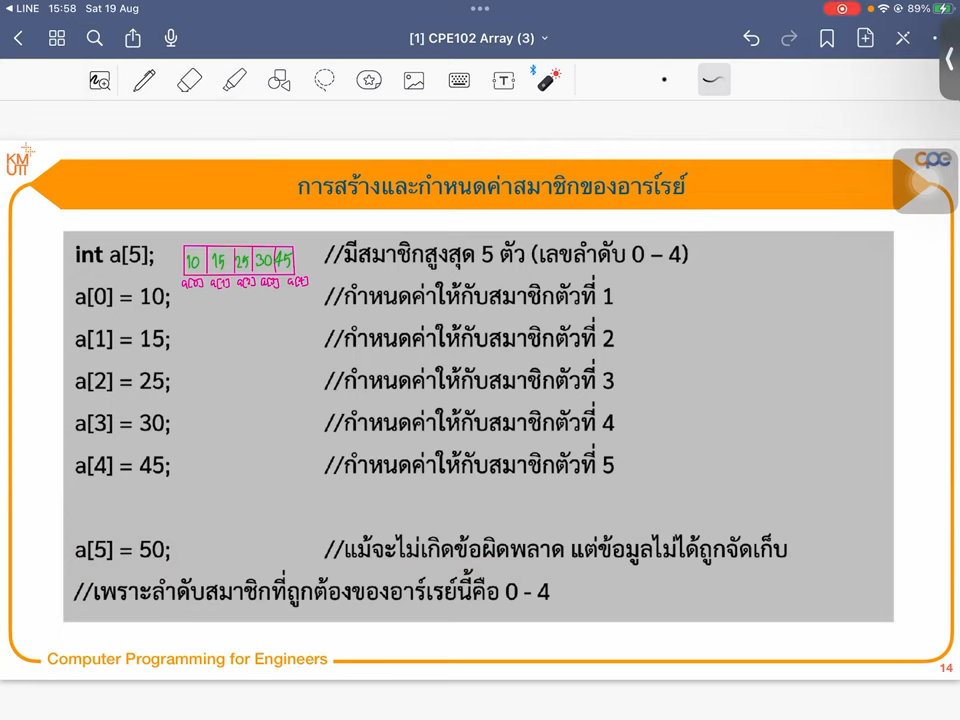 LINE 15:58 Sat 19 Aug 89%
[1] CPE102 Array (3)
KM
UTT
cpe
การสร้างและกำหนดค่าสมาชิกของอาร์เรย์
int a[5]; //มีสมาชิกสูงสุด 5 ตัว (เลขลำดับ 0 – 4)
10 15 25 30 45
a[0] a[1] a[2] a[3] a[4]
a[0] = 10; //กำหนดค่าให้กับสมาชิกตัวที่ 1
a[1] = 15; //กำหนดค่าให้กับสมาชิกตัวที่ 2
a[2] = 25; //กำหนดค่าให้กับสมาชิกตัวที่ 3
a[3] = 30; //กำหนดค่าให้กับสมาชิกตัวที่ 4
a[4] = 45; //กำหนดค่าให้กับสมาชิกตัวที่ 5
a[5] = 50; //แม้จะไม่เกิดข้อผิดพลาด แต่ข้อมูลไม่ได้ถูกจัดเก็บ
//เพราะลำดับสมาชิกที่ถูกต้องของอาร์เรย์นี้คือ 0 - 4
Computer Programming for Engineers
14